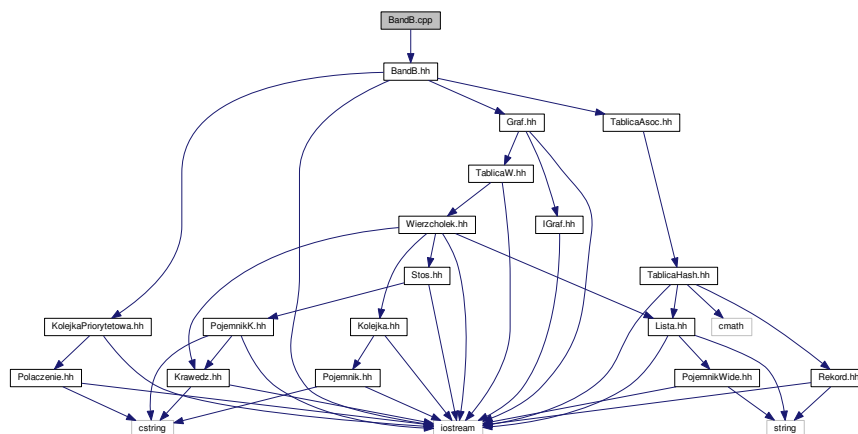 BandB.cpp
BandB.hh
Graf.hh
TablicaAsoc.hh
TablicaW.hh
Wierzcholek.hh
IGraf.hh
Stos.hh
TablicaHash.hh
KolejkaPriorytetowa.hh
PojemnikK.hh
Kolejka.hh
Lista.hh
cmath
Polaczenie.hh
Krawedz.hh
Pojemnik.hh
PojemnikWide.hh
Rekord.hh
cstring
iostream
string